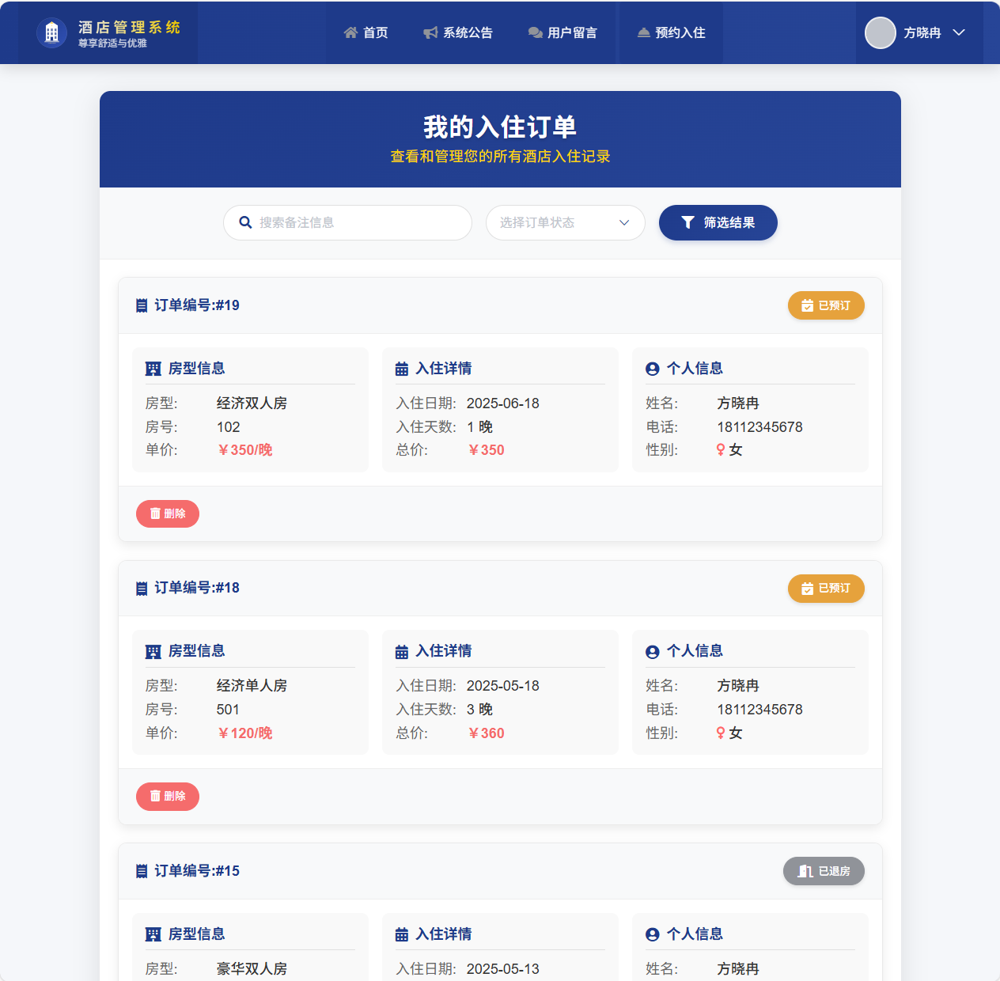 酒店管理系统
尊享舒适与优雅
首页
系统公告
用户留言
预约入住
方晓冉
我的入住订单
查看和管理您的所有酒店入住记录
搜索备注信息
选择订单状态
筛选结果
订单编号:#19
已预订
房型信息
房型: 经济双人房
房号: 102
单价: ￥350/晚
入住详情
入住日期: 2025-06-18
入住天数: 1 晚
总价: ￥350
个人信息
姓名: 方晓冉
电话: 18112345678
性别: 女
删除
订单编号:#18
已预订
房型信息
房型: 经济单人房
房号: 501
单价: ￥120/晚
入住详情
入住日期: 2025-05-18
入住天数: 3 晚
总价: ￥360
个人信息
姓名: 方晓冉
电话: 18112345678
性别: 女
删除
订单编号:#15
已退房
房型信息
房型: 豪华双人房
入住详情
入住日期: 2025-05-13
个人信息
姓名: 方晓冉